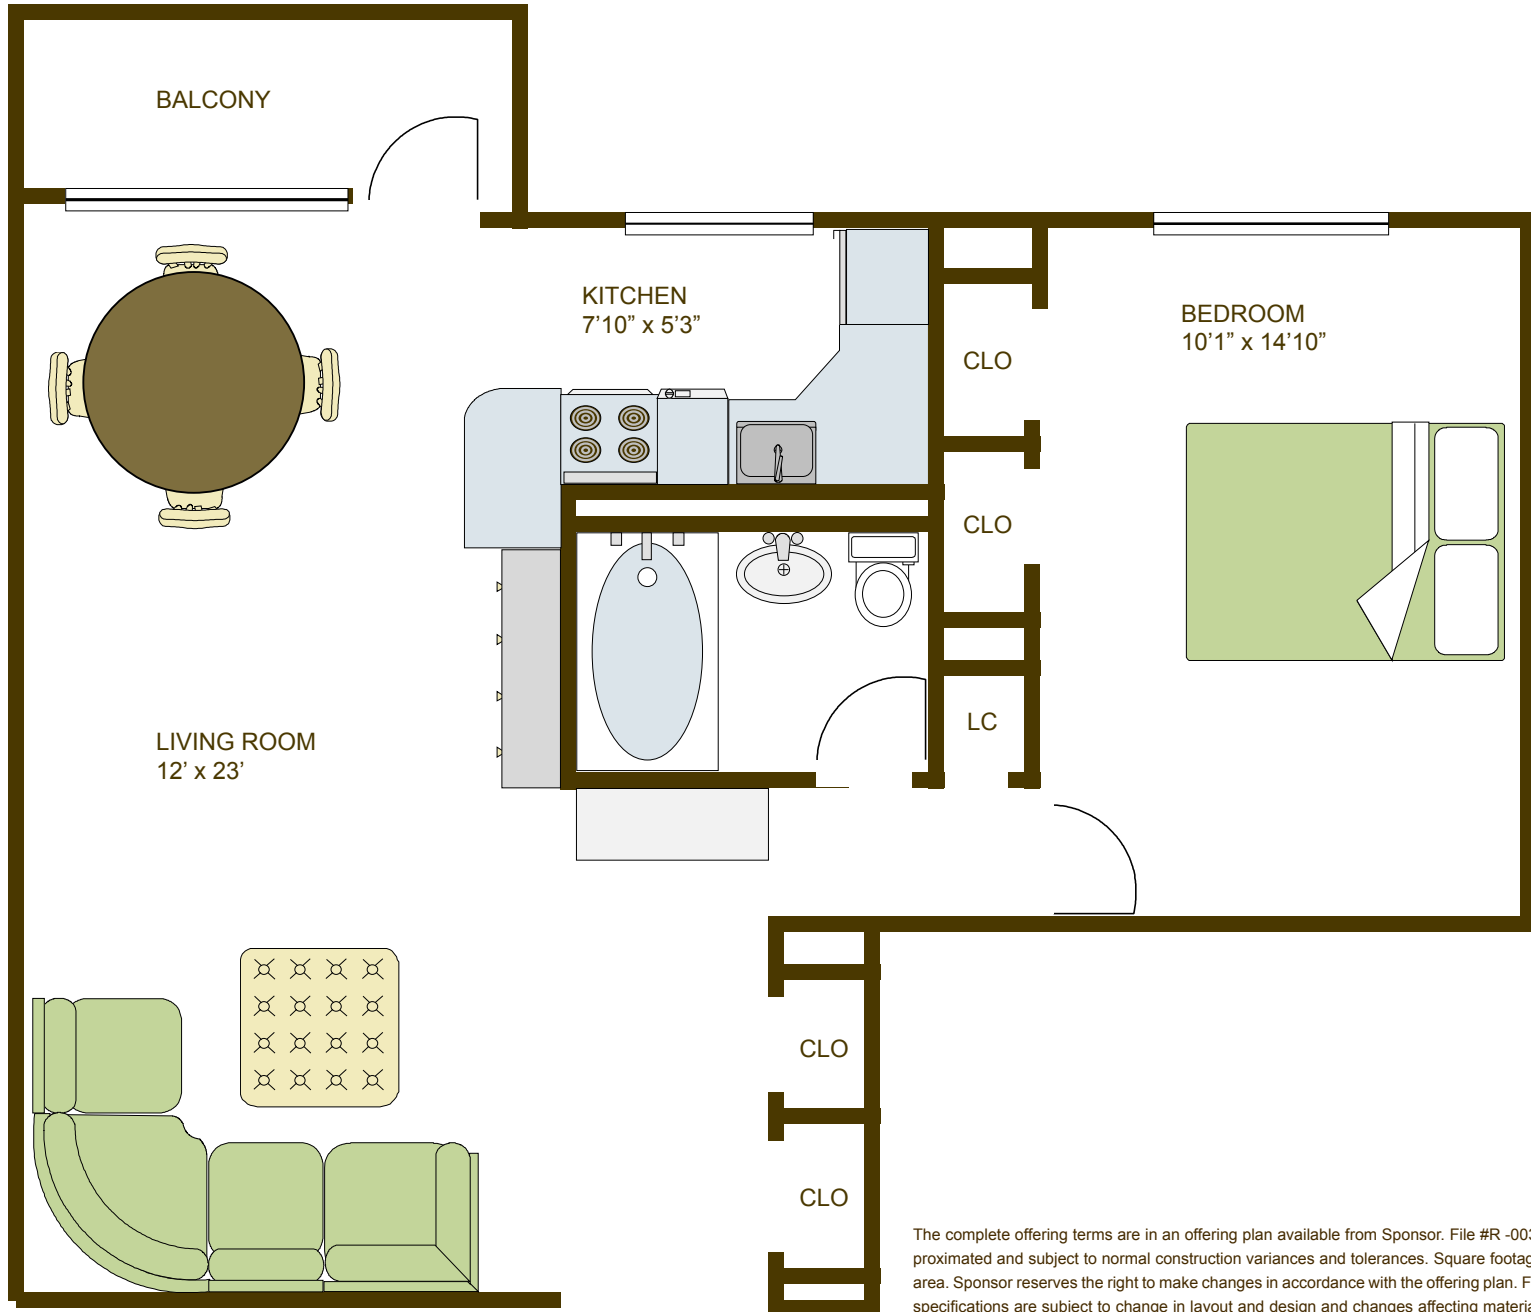 BALCONY
KITCHEN
7’10” x 5’3”
BEDROOM
10’1” x 14’10”
CLO
CLO
LC
LIVING ROOM
12’ x 23’
CLO
CLO
The complete offering terms are in an offering plan available from Sponsor. File #R -003
proximated and subject to normal construction variances and tolerances. Square footag
area. Sponsor reserves the right to make changes in accordance with the offering plan. F
specifications are subject to change in layout and design and changes affecting materia